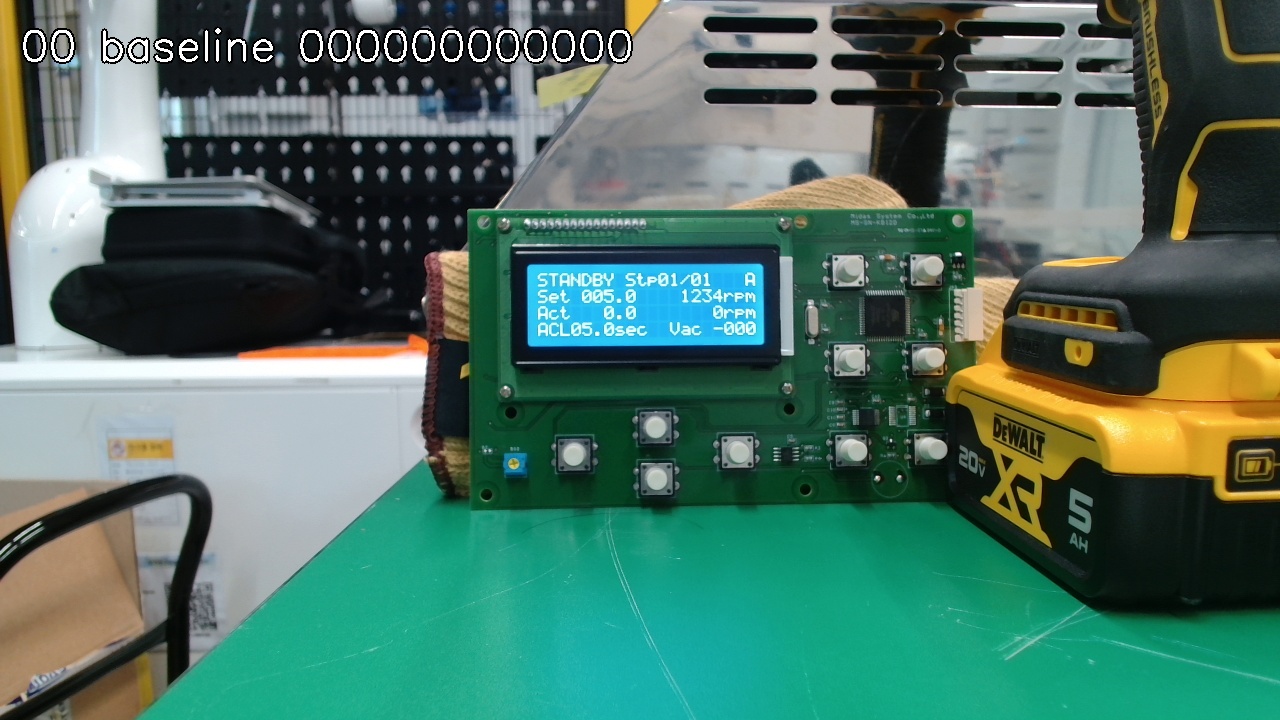 00 baseline 000000000000
Midas System Co.,Ltd
STANDBY Stp01/01 A
Set 005.0 1234rpm
Act 0.0 0rpm
ACL05.0sec Vac -000
BRUSHLESS
DEWALT
20V
XR
5
AH